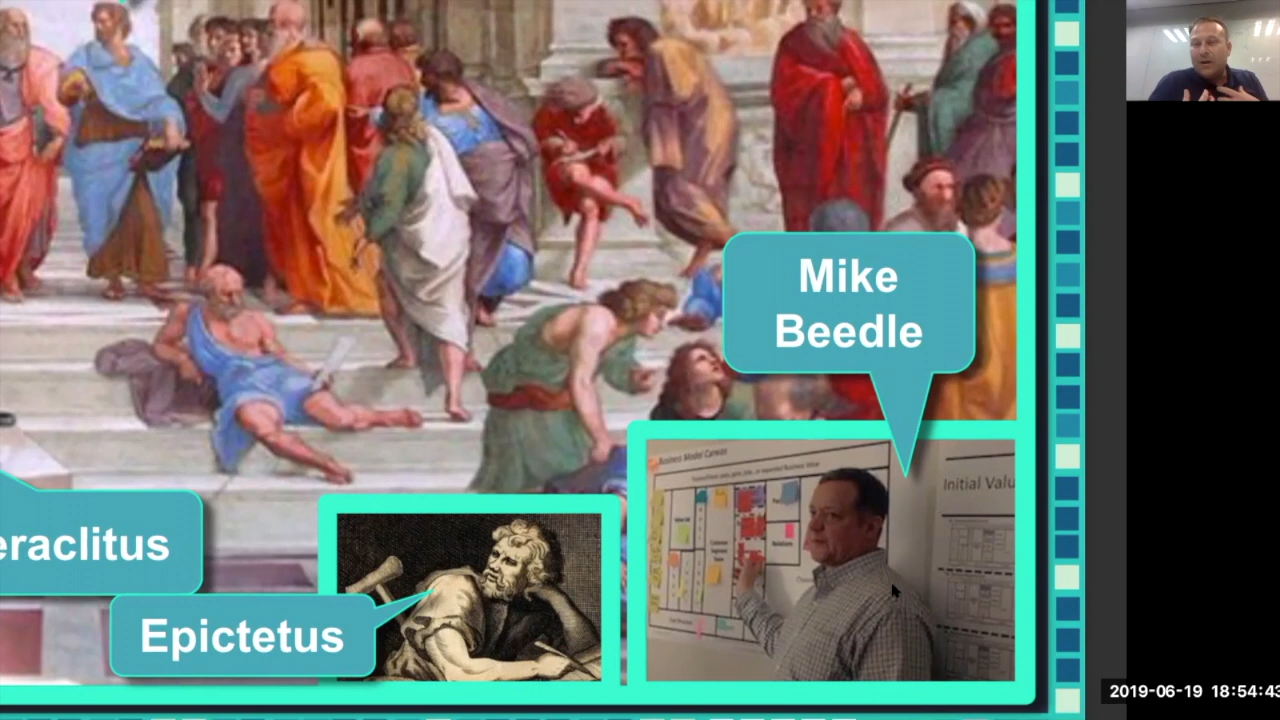 Mike
Beedle
Business Model Canvas
Initial Valu
eraclitus
Epictetus
2019-06-19 18:54:43